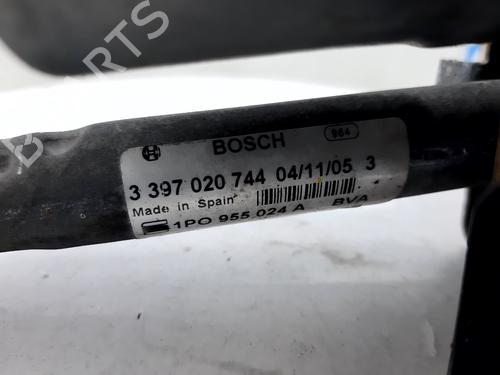 BOSCH 964
3 397 020 744 04/11/05 3
Made in Spain
1PO 955 024 A BVA